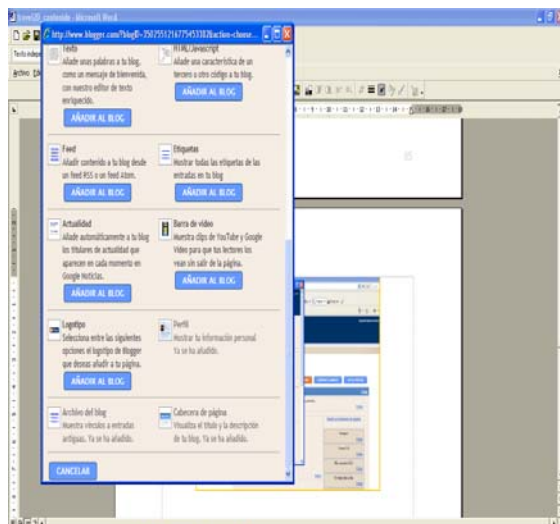 travel20_contenido - Microsoft Word
Archivo
Texto
Añade unas palabras a tu blog,
como un mensaje de bienvenida,
con nuestro editor de texto
enriquecido.
AÑADIR AL BLOG
HTML/Javascript
Añade una característica de un
tercero u otro código a tu blog.
AÑADIR AL BLOG
Feed
Añadir contenido a tu blog desde
un feed RSS o un feed Atom.
AÑADIR AL BLOG
Etiquetas
Mostrar todas las etiquetas de las
entradas en tu blog
AÑADIR AL BLOG
Actualidad
Añade automáticamente a tu blog
los titulares de actualidad que
aparecen en cada momento en
Google Noticias.
AÑADIR AL BLOG
Barra de vídeo
Muestra clips de YouTube y Google
Vídeo para que tus lectores los
vean sin salir de la página.
AÑADIR AL BLOG
Logotipo
Selecciona entre las siguientes
opciones el logotipo de Blogger
que deseas añadir a tu página.
AÑADIR AL BLOG
Perfil
Mostrar tu información personal
Ya se ha añadido.
Archivo del blog
Muestra vínculos a entradas
antiguas. Ya se ha añadido.
Cabecera de página
Visualiza el título y la descripción
de tu blog. Ya se ha añadido.
CANCELAR